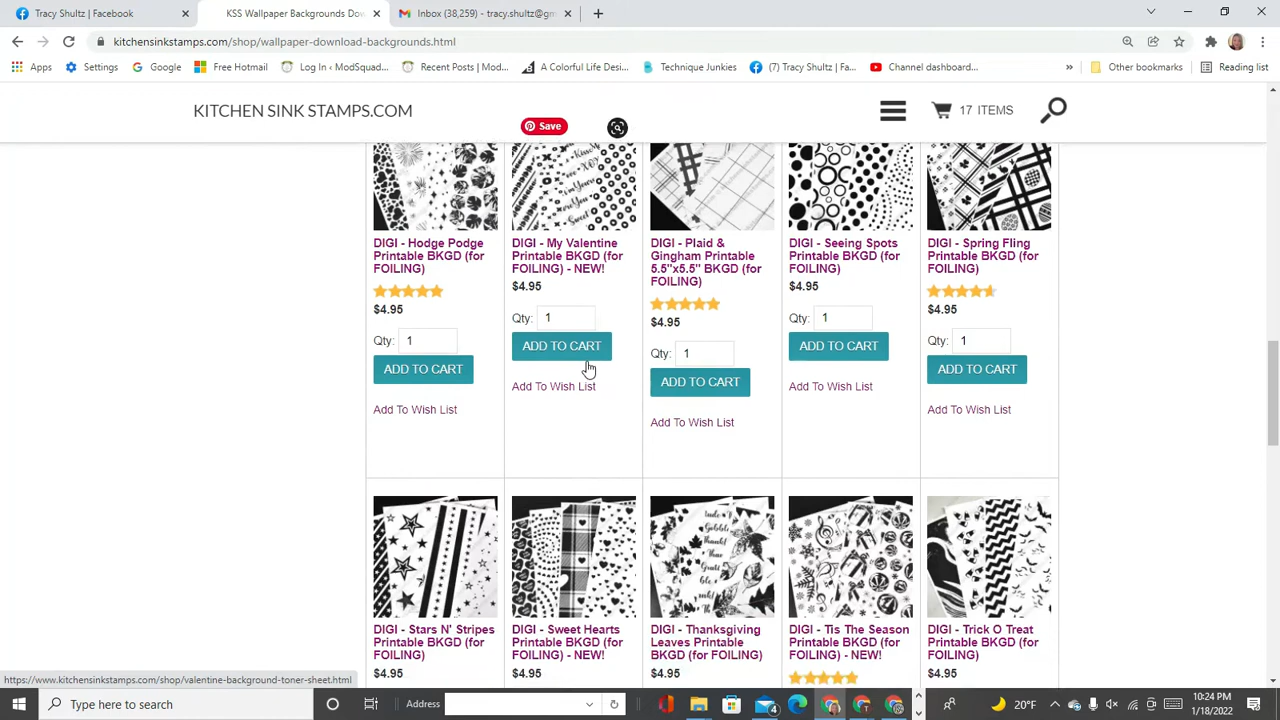 Tracy Shultz | Facebook
KSS Wallpaper Backgrounds Dow
Inbox (38,259) - tracy.shultz@gm
kitchensinkstamps.com/shop/wallpaper-download-backgrounds.html
Apps Settings Google Free Hotmail Log In ‹ ModSquad... Recent Posts | Mod... A Colorful Life Desig... Technique Junkies (7) Tracy Shultz | Fa... Channel dashboard... » Other bookmarks Reading list
KITCHEN SINK STAMPS.COM
17 ITEMS
Save
DIGI - Hodge Podge
Printable BKGD (for
FOILING)
$4.95
Qty: 1
ADD TO CART
Add To Wish List
DIGI - My Valentine
Printable BKGD (for
FOILING) - NEW!
$4.95
Qty: 1
ADD TO CART
Add To Wish List
DIGI - Plaid &
Gingham Printable
5.5"x5.5" BKGD (for
FOILING)
$4.95
Qty: 1
ADD TO CART
Add To Wish List
DIGI - Seeing Spots
Printable BKGD (for
FOILING)
$4.95
Qty: 1
ADD TO CART
Add To Wish List
DIGI - Spring Fling
Printable BKGD (for
FOILING)
$4.95
Qty: 1
ADD TO CART
Add To Wish List
DIGI - Stars N' Stripes
Printable BKGD (for
FOILING)
$4.95
DIGI - Sweet Hearts
Printable BKGD (for
FOILING) - NEW!
$4.95
DIGI - Thanksgiving
Leaves Printable
BKGD (for FOILING)
$4.95
DIGI - Tis The Season
Printable BKGD (for
FOILING) - NEW!
DIGI - Trick O Treat
Printable BKGD (for
FOILING)
$4.95
https://www.kitchensinkstamps.com/shop/valentine-background-toner-sheet.html
Type here to search
Address
4
20°F
10:24 PM
1/18/2022